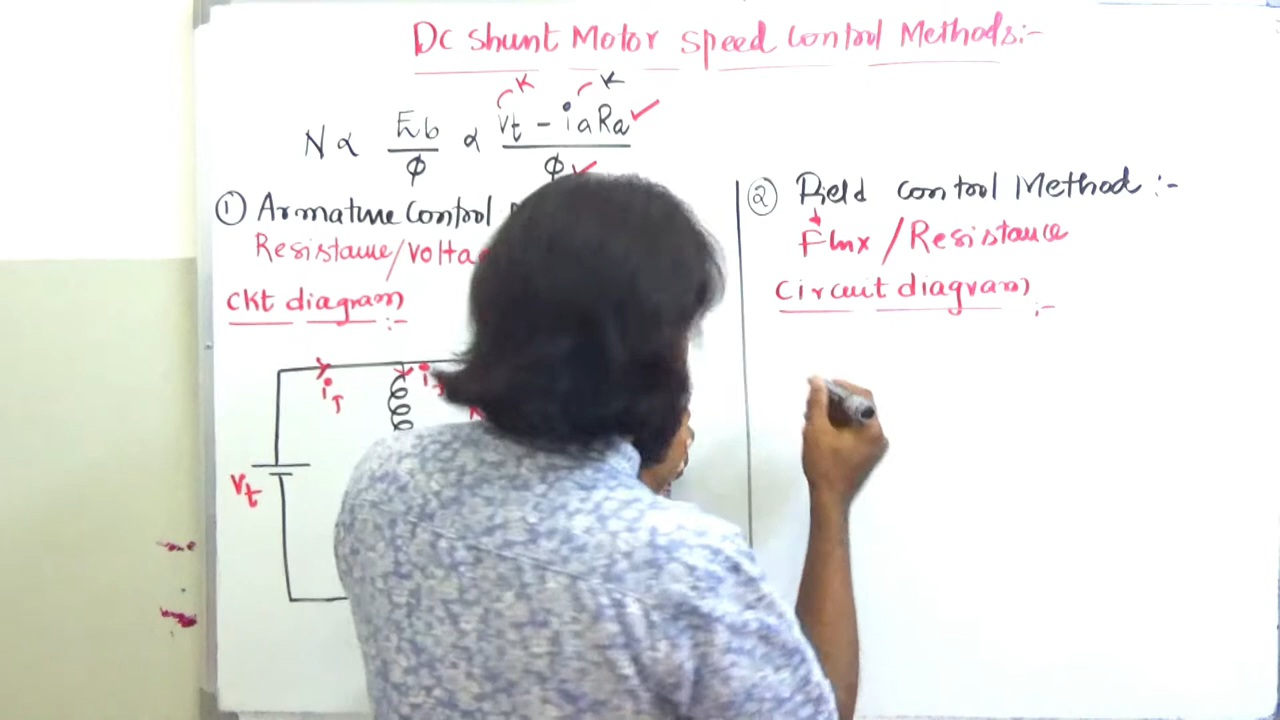 Dc Shunt Motor Speed Control Methods:-
K K
N ∝ Eb/ϕ ∝ Vt - iaRa/ϕ
① Armature Control
Resistance/
ckt diagram :-
iT
Vt
② Field control Method :-
Flux / Resistance
Circuit diagram :-